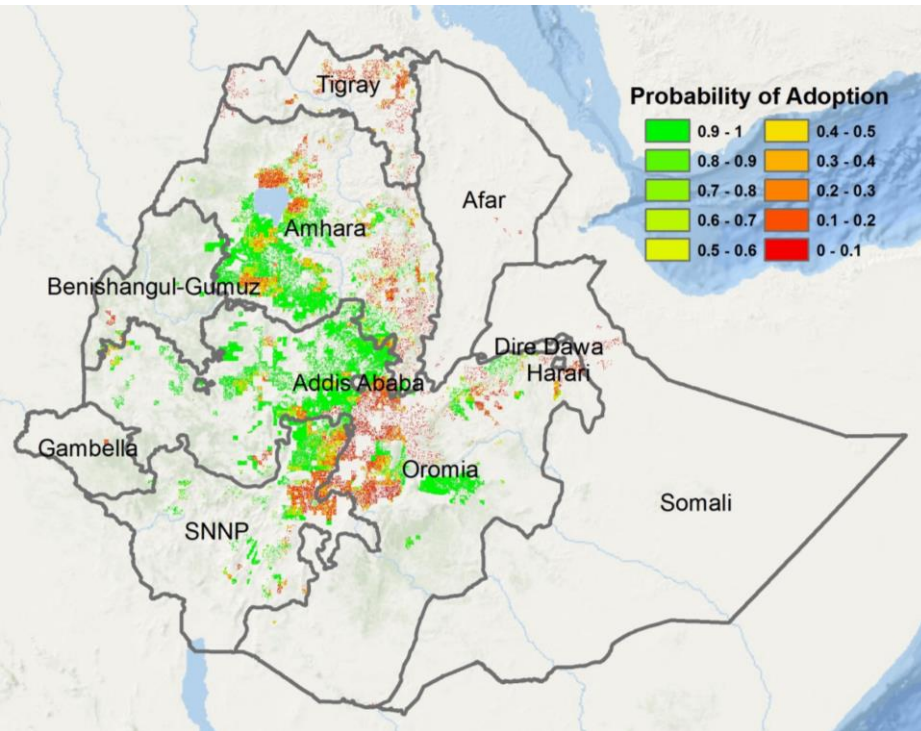 Tigray
Probability of Adoption
0.9 - 1
0.4 - 0.5
0.8 - 0.9
0.3 - 0.4
0.7 - 0.8
0.2 - 0.3
0.6 - 0.7
0.1 - 0.2
0.5 - 0.6
0 - 0.1
Afar
Amhara
Benishangul-Gumuz
Dire Dawa
Harari
Addis Ababa
Gambella
Oromia
Somali
SNNP